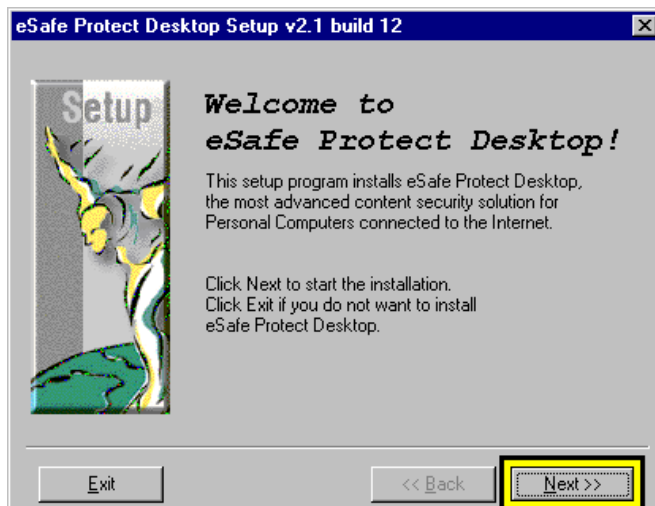 eSafe Protect Desktop Setup v2.1 build 12
Setup
Welcome to
eSafe Protect Desktop!
This setup program installs eSafe Protect Desktop,
the most advanced content security solution for
Personal Computers connected to the Internet.
Click Next to start the installation.
Click Exit if you do not want to install
eSafe Protect Desktop.
Exit
<< Back
Next >>